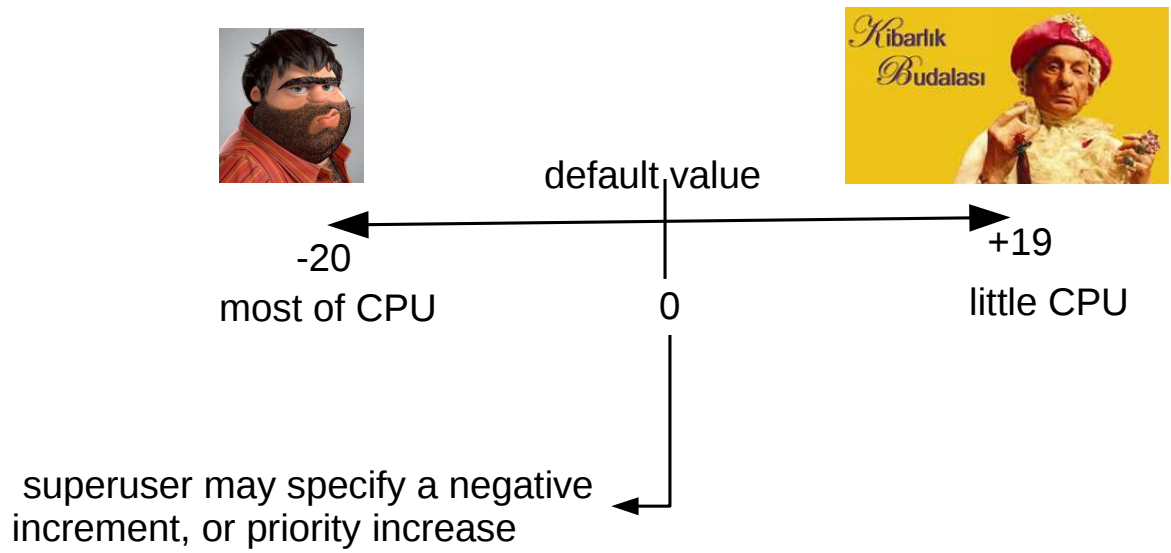 Kibarlık
Budalası
default value
-20
+19
most of CPU
0
little CPU
superuser may specify a negative
increment, or priority increase